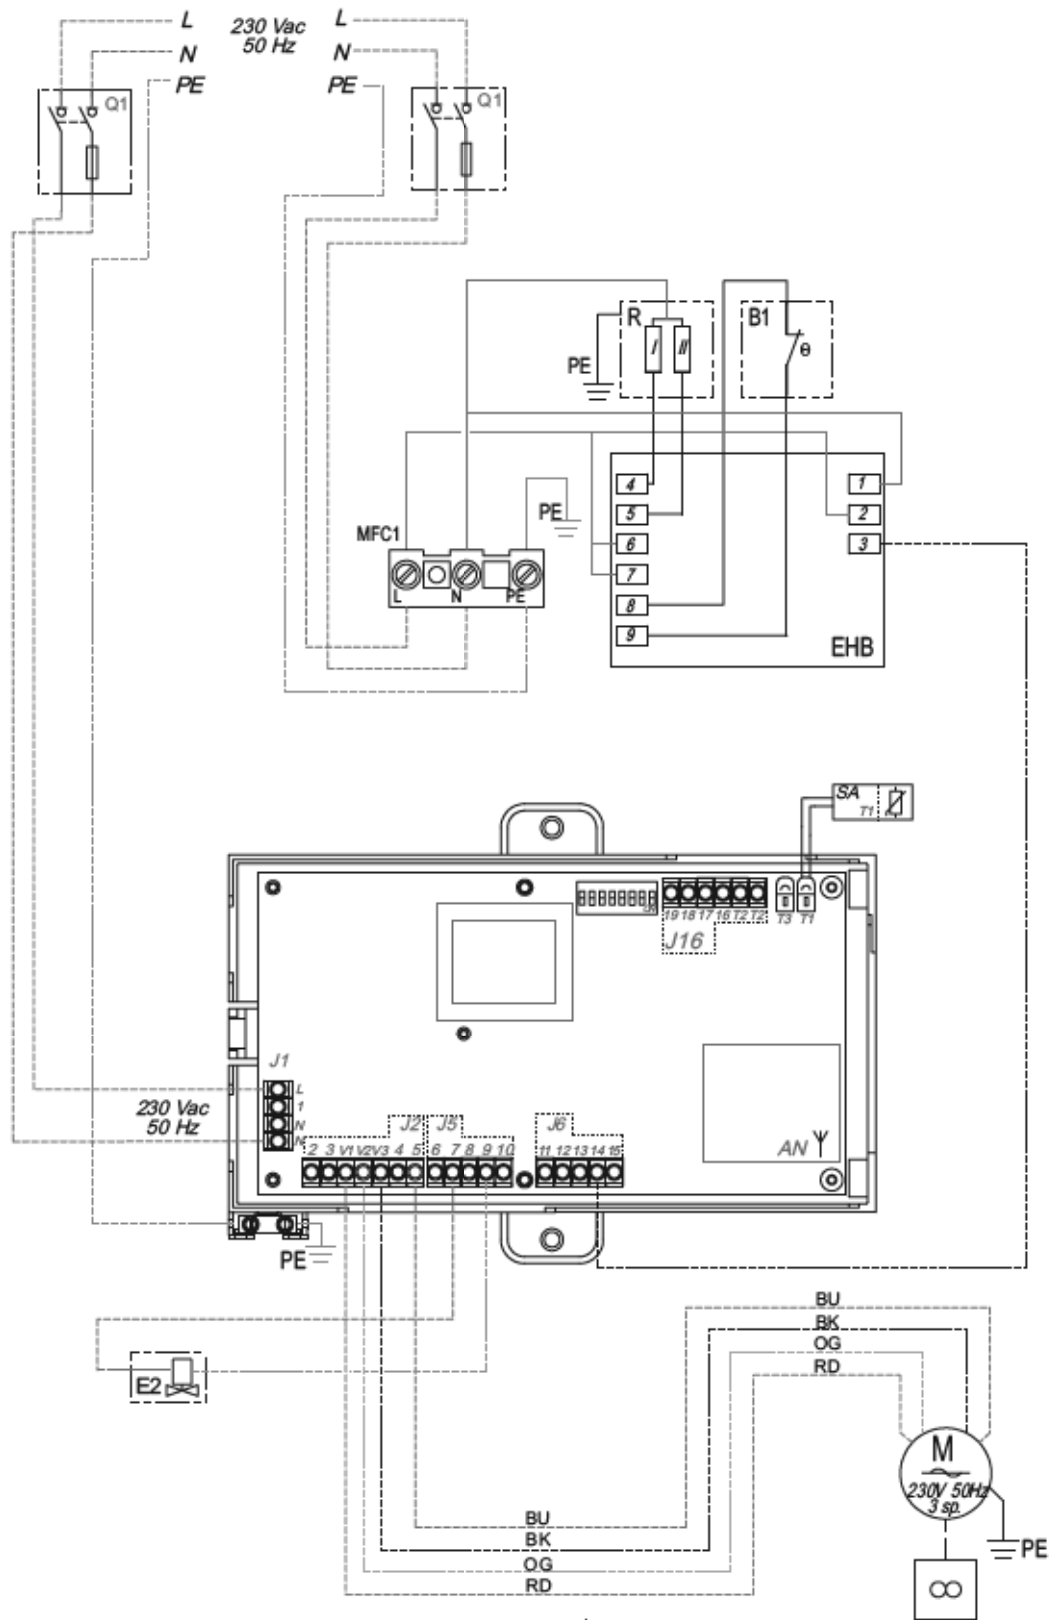 L
230 Vac
50 Hz
L
N
N
PE
PE
Q1
Q1
R
B1
I
II
θ
PE
4
1
5
2
PE
MFC1
6
3
7
L
N
PE
8
9
EHB
SA
T1
19 18 17 16 T2 T2
T3
T1
J16
J1
L
1
N
N
230 Vac
50 Hz
J2
J5
J6
2 3 V1 V2 V3 4 5 6 7 8 9 10
11 12 13 14 15
AN
PE
BU
BK
OG
RD
E2
M
230V 50Hz
3 sp.
BU
BK
OG
RD
PE